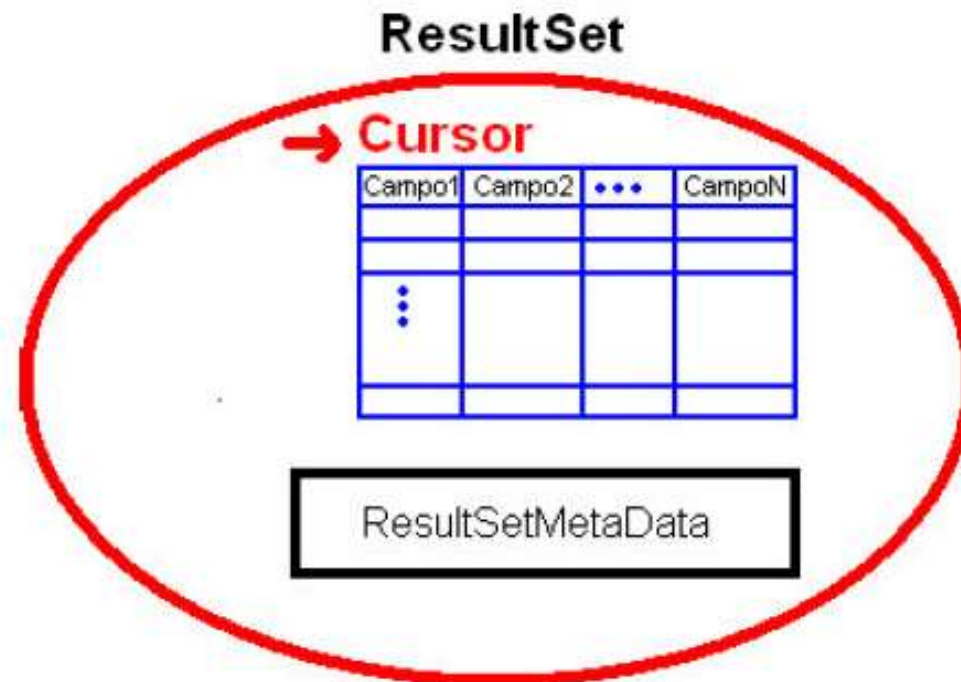 ResultSet
→ Cursor
Campo1 Campo2 ••• CampoN
ResultSetMetaData